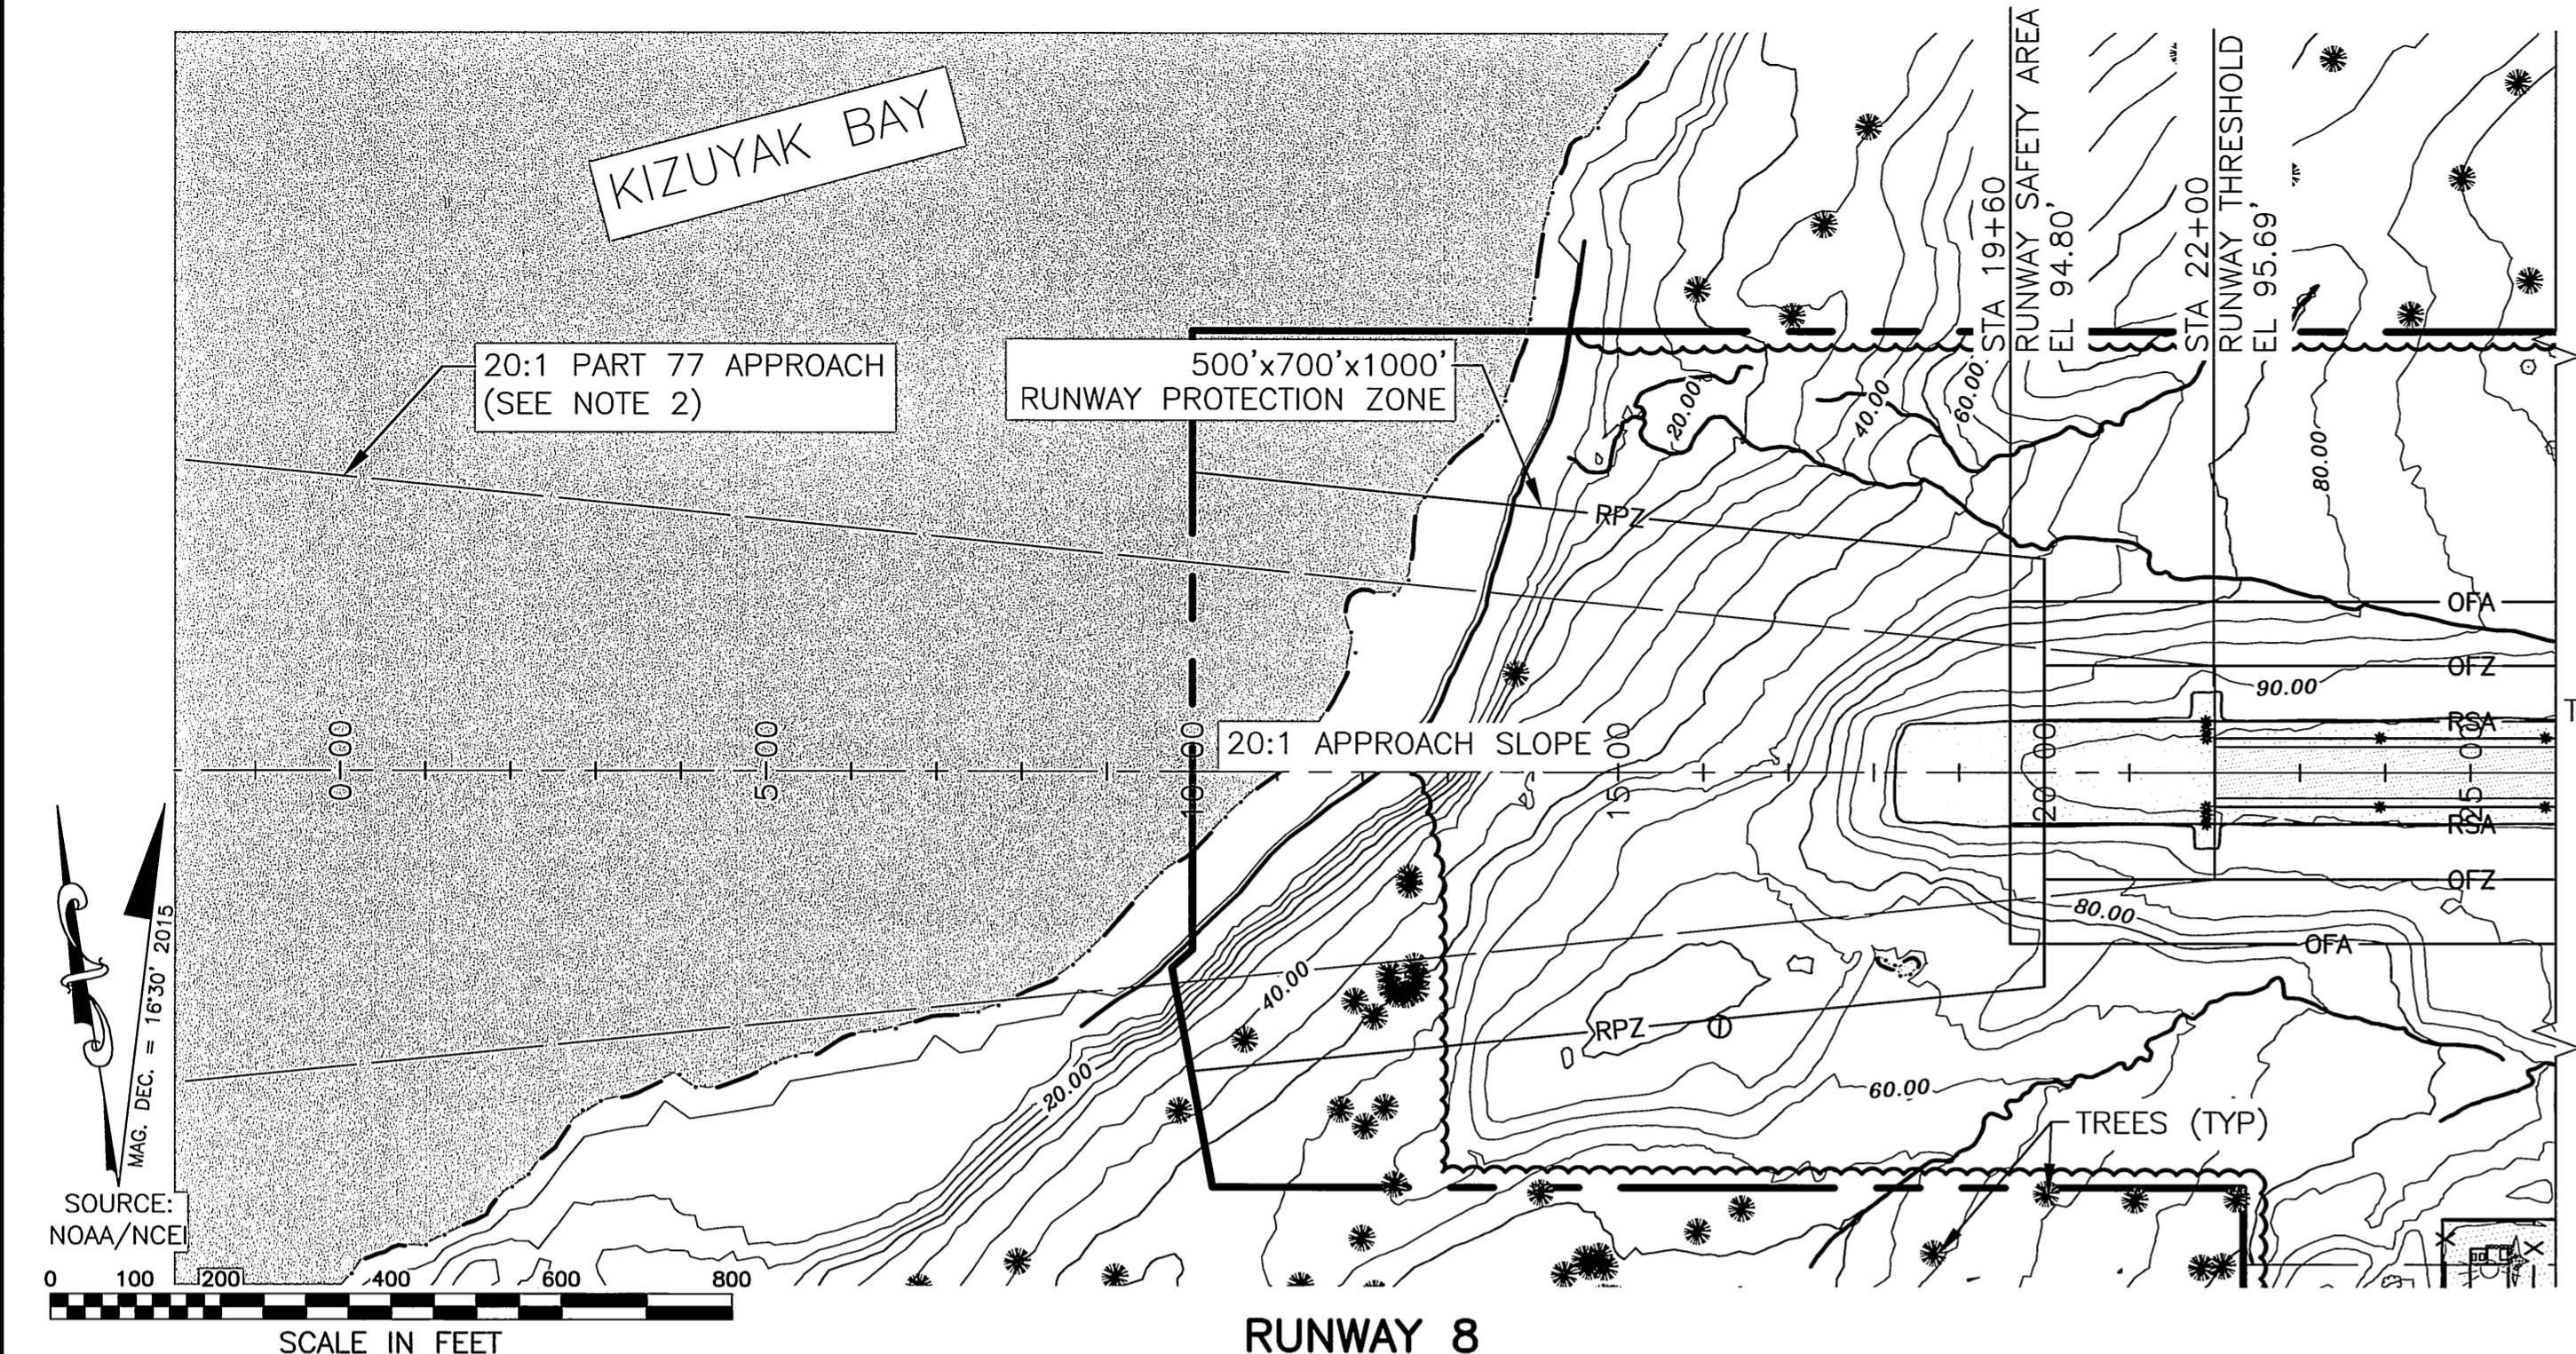 KIZUYAK BAY
20:1 PART 77 APPROACH
(SEE NOTE 2)
500'x700'x1000'
RUNWAY PROTECTION ZONE
STA 19+60
RUNWAY SAFETY AREA
EL 94.80'
STA 22+00
RUNWAY THRESHOLD
EL 95.69'
20.00
40.00
60.00
80.00
RPZ
OFA
OFZ
90.00
T
RSA
20:1 APPROACH SLOPE
0+00
5+00
10+00
15+00
20+00
25+00
RSA
OFZ
80.00
OFA
40.00
RPZ
1
20.00
60.00
TREES (TYP)
MAG. DEC. = 16°30' 2015
SOURCE:
NOAA/NCEI
0 100 200 400 600 800
SCALE IN FEET
RUNWAY 8